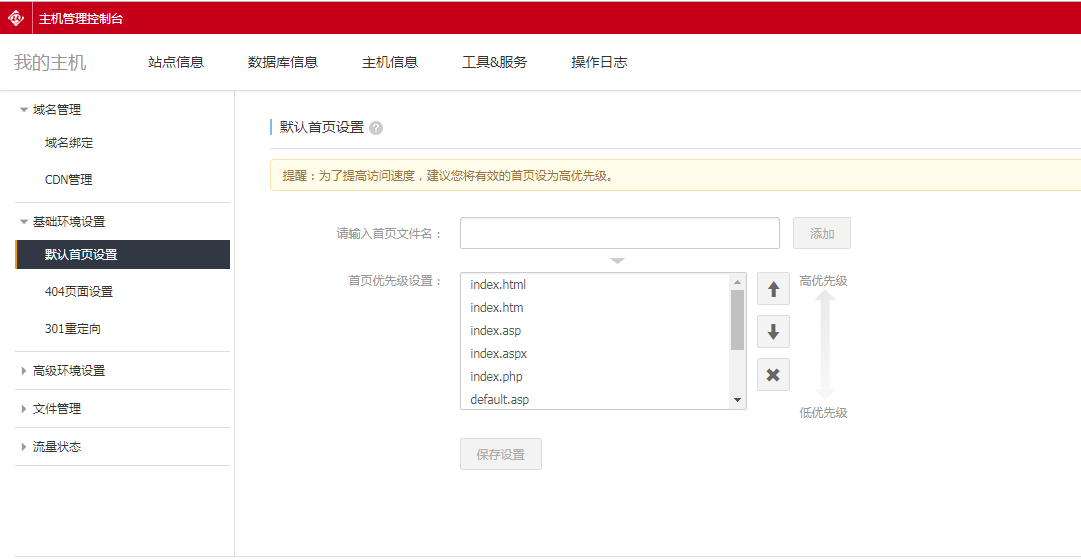 主机管理控制台
我的主机
站点信息
数据库信息
主机信息
工具&服务
操作日志
域名管理
域名绑定
CDN管理
基础环境设置
默认首页设置
404页面设置
301重定向
高级环境设置
文件管理
流量状态
默认首页设置 ?
提醒：为了提高访问速度，建议您将有效的首页设为高优先级。
请输入首页文件名：
添加
首页优先级设置：
index.html
index.htm
index.asp
index.aspx
index.php
default.asp
高优先级
低优先级
保存设置